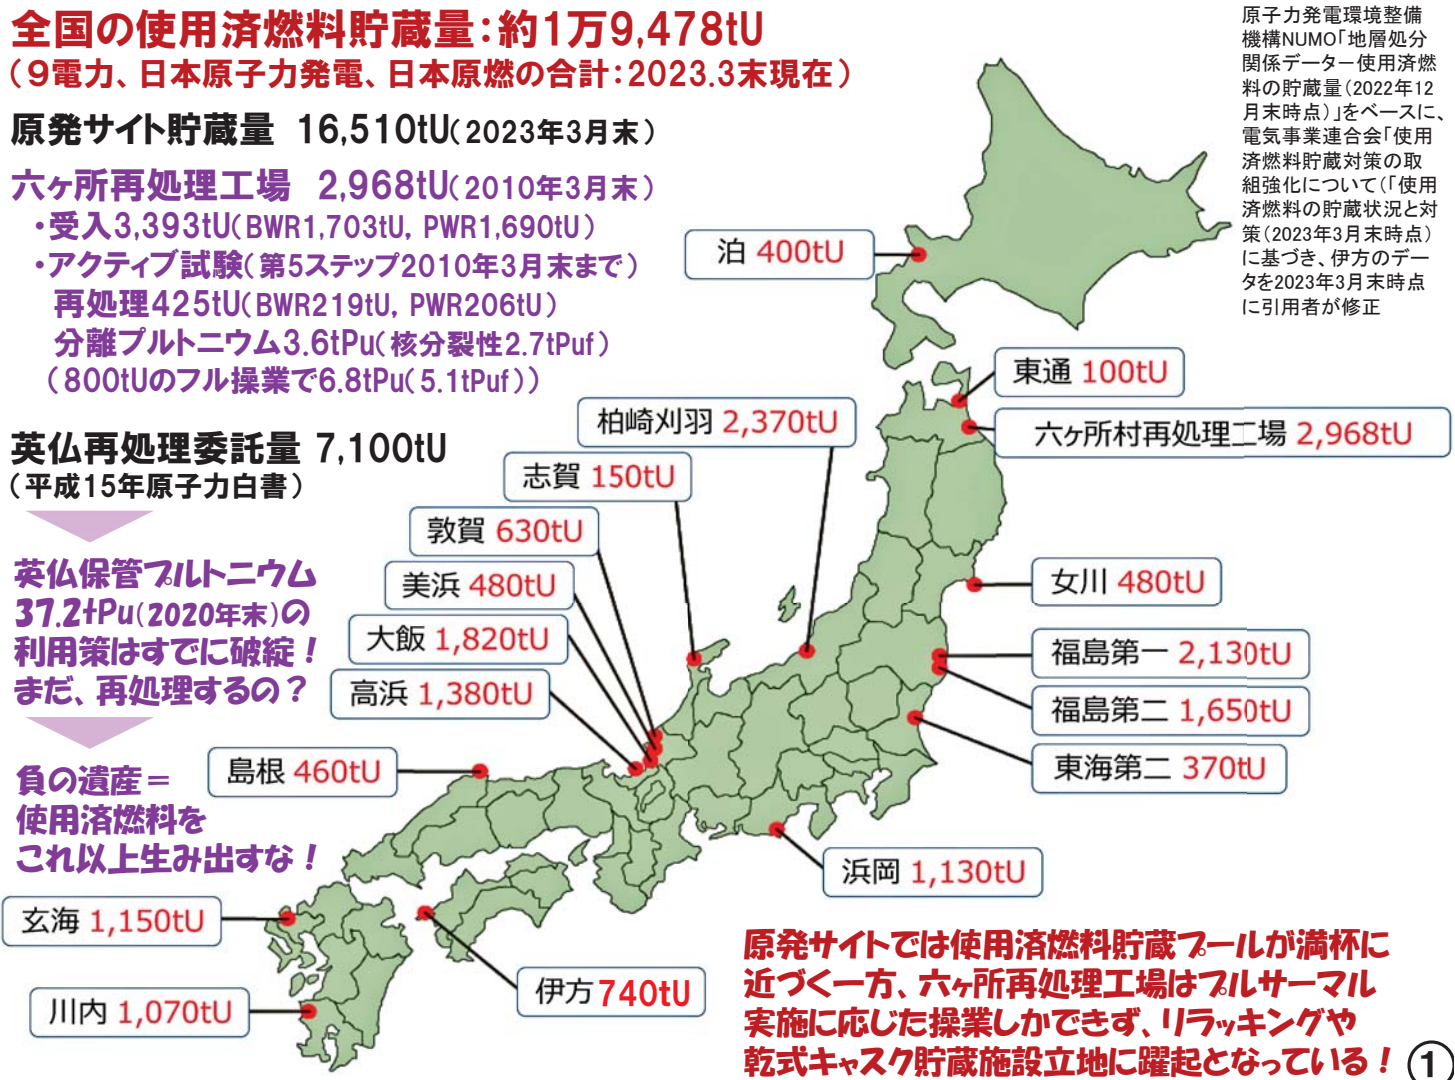 全国の使用済燃料貯蔵量：約1万9,478tU
（９電力、日本原子力発電、日本原燃の合計：2023.3末現在）
原発サイト貯蔵量 16,510tU（2023年3月末）
六ヶ所再処理工場 2,968tU（2010年3月末）
・受入3,393tU（BWR1,703tU, PWR1,690tU）
・アクティブ試験（第5ステップ2010年3月末まで）
再処理425tU（BWR219tU, PWR206tU）
分離プルトニウム3.6tPu（核分裂性2.7tPuf）
（800tUのフル操業で6.8tPu（5.1tPuf））
英仏再処理委託量 7,100tU
（平成15年原子力白書）
英仏保管プルトニウム
37.2tPu（2020年末）の
利用策はすでに破綻！
まだ、再処理するの？
負の遺産＝
使用済燃料を
これ以上生み出すな！
原子力発電環境整備
機構NUMO「地層処分
関係データー使用済燃
料の貯蔵量（2022年12
月末時点）」をベースに、
電気事業連合会「使用
済燃料貯蔵対策の取
組強化について（「使用
済燃料の貯蔵状況と対
策（2023年3月末時点）
に基づき、伊方のデー
タを2023年3月末時点
に引用者が修正
泊 400tU
東通 100tU
六ヶ所村再処理工場 2,968tU
柏崎刈羽 2,370tU
志賀 150tU
敦賀 630tU
美浜 480tU
大飯 1,820tU
高浜 1,380tU
島根 460tU
女川 480tU
福島第一 2,130tU
福島第二 1,650tU
東海第二 370tU
浜岡 1,130tU
玄海 1,150tU
川内 1,070tU
伊方 740tU
原発サイトでは使用済燃料貯蔵プールが満杯に
近づく一方、六ヶ所再処理工場はプルサーマル
実施に応じた操業しかできず、リラッキングや
乾式キャスク貯蔵施設立地に躍起となっている！
①